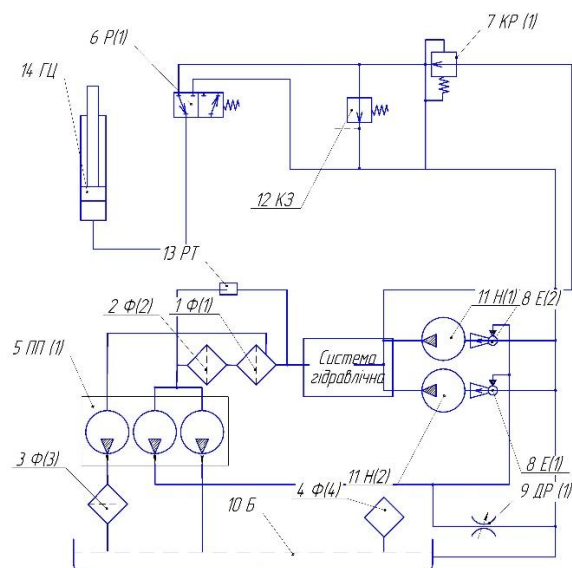 7 КР (1)
6 Р(1)
14 ГЦ
12 КЗ
13 РТ
2 Ф(2)
1 Ф(1)
11 Н(1)
8 Е(2)
5 ПП (1)
Система
гідравлічна
3 Ф(3)
4 Ф(4)
11 Н(2)
8 Е(1)
9 ДР (1)
10 Б